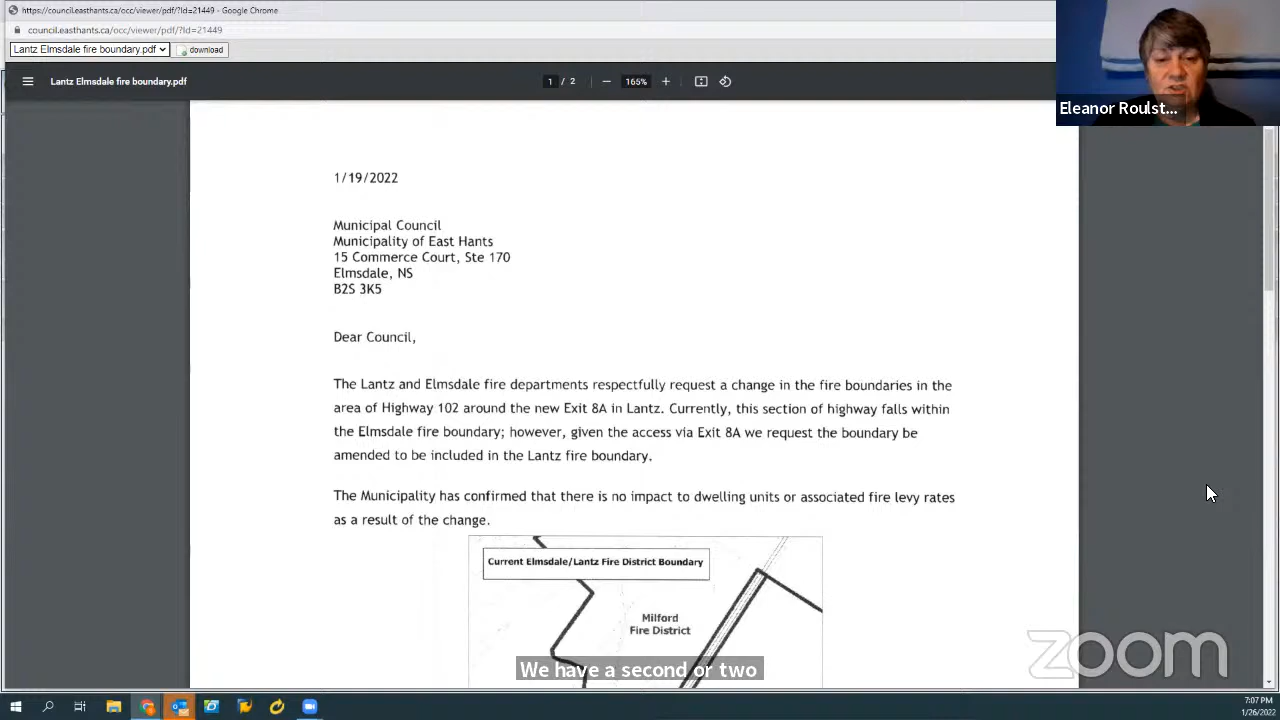 https://council.easthants.ca/occ/viewer/pdf/?Id=21449 - Google Chrome
council.easthants.ca/occ/viewer/pdf/?Id=21449
Lantz Elmsdale fire boundary.pdf download
Lantz Elmsdale fire boundary.pdf 1 / 2 165%
Eleanor Roulst...
1/19/2022
Municipal Council
Municipality of East Hants
15 Commerce Court, Ste 170
Elmsdale, NS
B2S 3K5
Dear Council,
The Lantz and Elmsdale fire departments respectfully request a change in the fire boundaries in the
area of Highway 102 around the new Exit 8A in Lantz. Currently, this section of highway falls within
the Elmsdale fire boundary; however, given the access via Exit 8A we request the boundary be
amended to be included in the Lantz fire boundary.
The Municipality has confirmed that there is no impact to dwelling units or associated fire levy rates
as a result of the change.
Current Elmsdale/Lantz Fire District Boundary
Milford
Fire District
We have a second or two
zoom
7:07 PM
1/26/2022